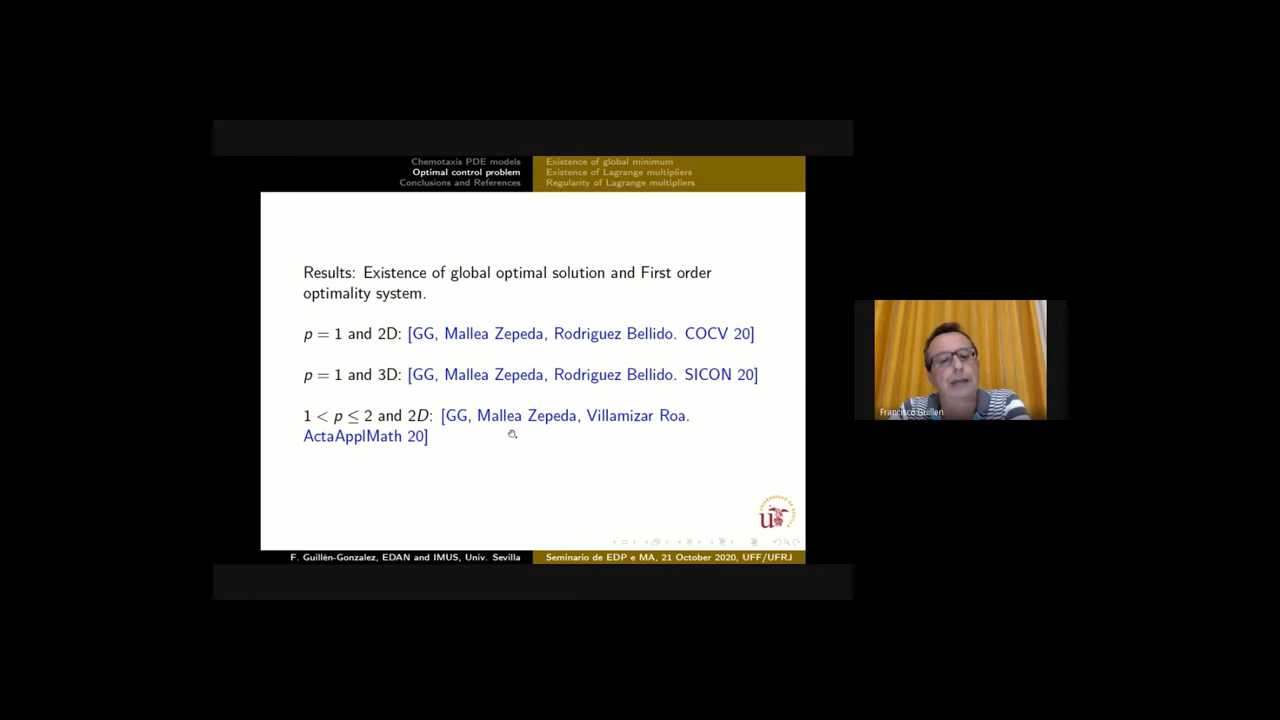 Chemotaxis PDE models
Optimal control problem
Conclusions and References
Existence of global minimum
Existence of Lagrange multipliers
Regularity of Lagrange multipliers
Results: Existence of global optimal solution and First order
optimality system.
p = 1 and 2D: [GG, Mallea Zepeda, Rodriguez Bellido. COCV 20]
p = 1 and 3D: [GG, Mallea Zepeda, Rodriguez Bellido. SICON 20]
1 < p ≤ 2 and 2D: [GG, Mallea Zepeda, Villamizar Roa.
ActaApplMath 20]
F. Guillén-Gonzalez, EDAN and IMUS, Univ. Sevilla
Seminario de EDP e MA, 21 October 2020, UFF/UFRJ
Francisco Guillen